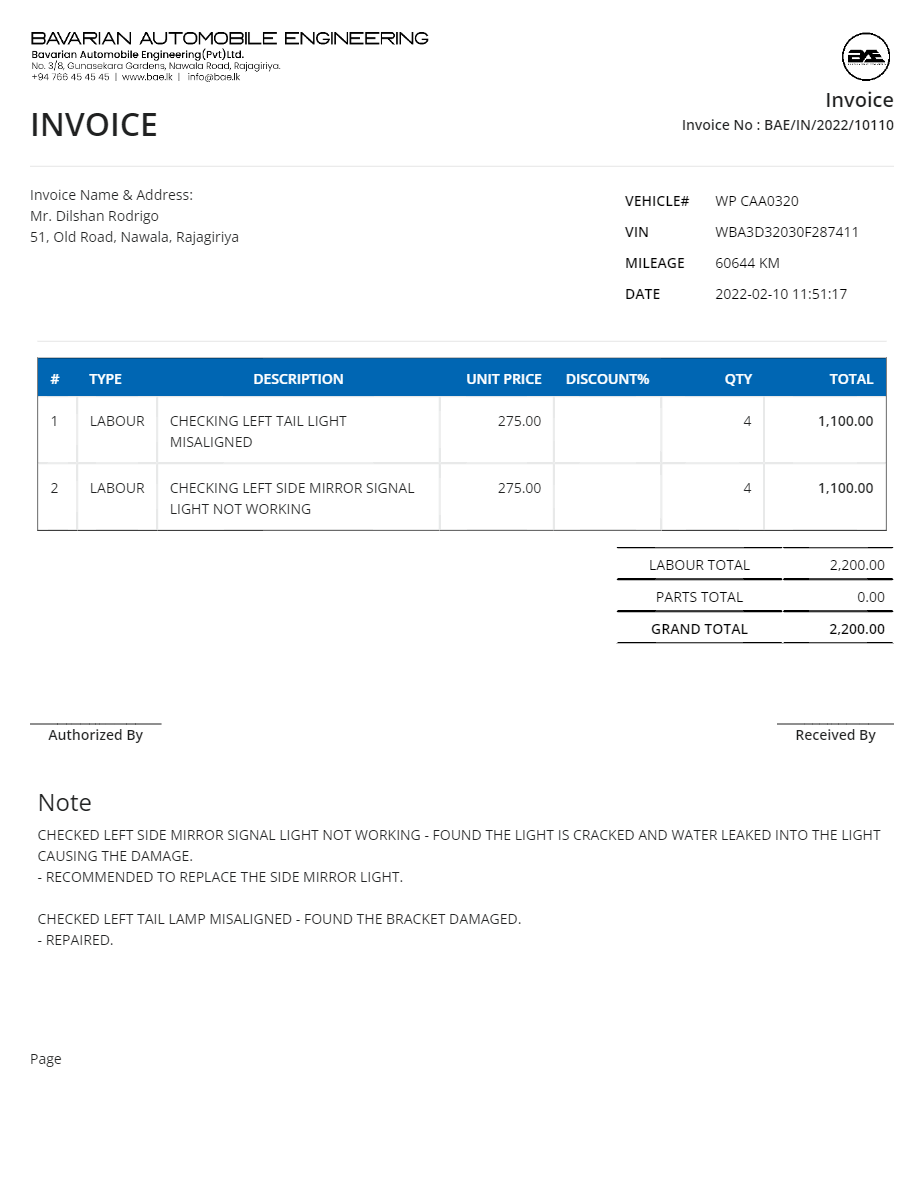 BAVARIAN AUTOMOBILE ENGINEERING
Bavarian Automobile Engineering(Pvt)Ltd.
No. 3/8, Gunasekara Gardens, Nawala Road, Rajagiriya.
+94 766 45 45 45 | www.bae.lk | info@bae.lk
BAE
Invoice
INVOICE
Invoice No : BAE/IN/2022/10110
Invoice Name & Address:
Mr. Dilshan Rodrigo
51, Old Road, Nawala, Rajagiriya
VEHICLE# WP CAA0320
VIN WBA3D32030F287411
MILEAGE 60644 KM
DATE 2022-02-10 11:51:17
# TYPE DESCRIPTION UNIT PRICE DISCOUNT% QTY TOTAL
1 LABOUR CHECKING LEFT TAIL LIGHT 275.00 4 1,100.00
MISALIGNED
2 LABOUR CHECKING LEFT SIDE MIRROR SIGNAL 275.00 4 1,100.00
LIGHT NOT WORKING
LABOUR TOTAL 2,200.00
PARTS TOTAL 0.00
GRAND TOTAL 2,200.00
Authorized By Received By
Note
CHECKED LEFT SIDE MIRROR SIGNAL LIGHT NOT WORKING - FOUND THE LIGHT IS CRACKED AND WATER LEAKED INTO THE LIGHT
CAUSING THE DAMAGE.
- RECOMMENDED TO REPLACE THE SIDE MIRROR LIGHT.
CHECKED LEFT TAIL LAMP MISALIGNED - FOUND THE BRACKET DAMAGED.
- REPAIRED.
Page